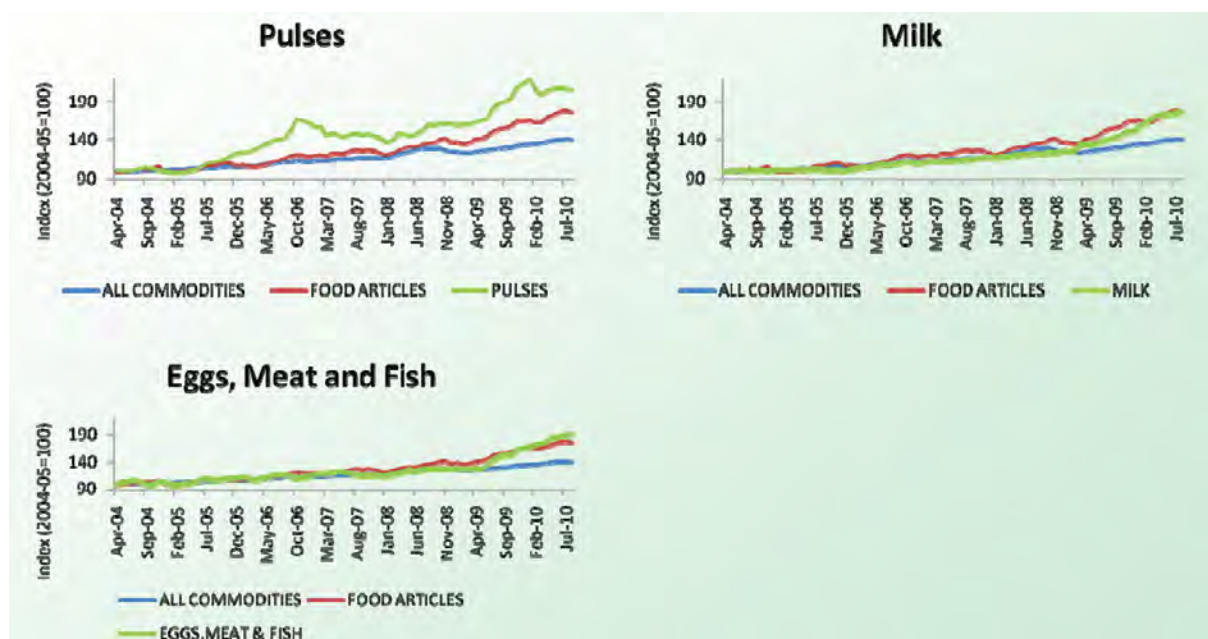 Pulses
Index (2004-05=100)
190
140
90
Apr-04 Sep-04 Feb-05 Jul-05 Dec-05 May-06 Oct-06 Mar-07 Aug-07 Jan-08 Jun-08 Nov-08 Apr-09 Sep-09 Feb-10 Jul-10
ALL COMMODITIES FOOD ARTICLES PULSES
Milk
Index (2004-05=100)
190
140
90
Apr-04 Sep-04 Feb-05 Jul-05 Dec-05 May-06 Oct-06 Mar-07 Aug-07 Jan-08 Jun-08 Nov-08 Apr-09 Sep-09 Feb-10 Jul-10
ALL COMMODITIES FOOD ARTICLES MILK
Eggs, Meat and Fish
Index (2004-05=100)
190
140
90
Apr-04 Sep-04 Feb-05 Jul-05 Dec-05 May-06 Oct-06 Mar-07 Aug-07 Jan-08 Jun-08 Nov-08 Apr-09 Sep-09 Feb-10 Jul-10
ALL COMMODITIES FOOD ARTICLES
EGGS,MEAT & FISH